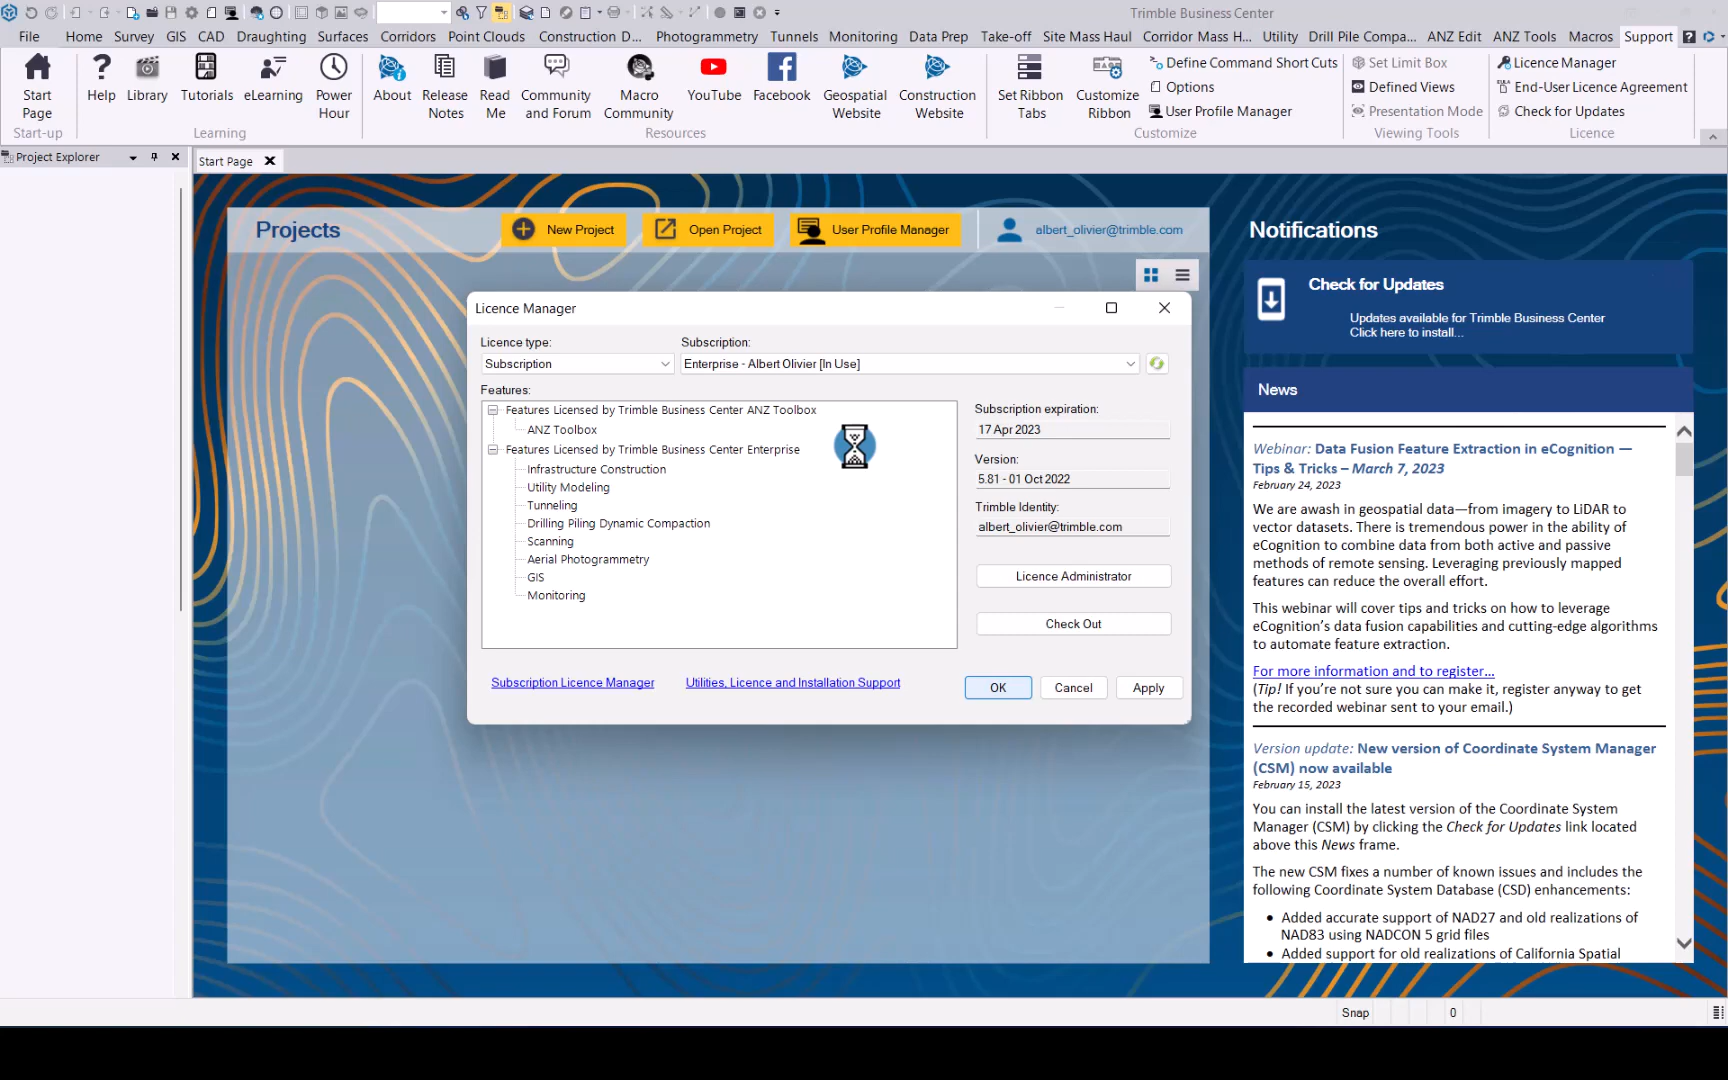 Trimble Business Center
File Home Survey GIS CAD Draughting Surfaces Corridors Point Clouds Construction D... Photogrammetry Tunnels Monitoring Data Prep Take-off Site Mass Haul Corridor Mass H... Utility Drill Pile Compa... ANZ Edit ANZ Tools Macros Support
Start Page
Help
Library
Tutorials
eLearning
Power Hour
About
Release Notes
Read Me
Community and Forum
Macro Community
YouTube
Facebook
Geospatial Website
Construction Website
Set Ribbon Tabs
Customize Ribbon
Define Command Short Cuts
Options
User Profile Manager
Set Limit Box
Defined Views
Presentation Mode
Licence Manager
End-User Licence Agreement
Check for Updates
Start-up Learning Resources Customize Viewing Tools Licence
Project Explorer
Start Page
Projects
New Project
Open Project
User Profile Manager
albert_olivier@trimble.com
Licence Manager
Licence type: Subscription:
Subscription Enterprise - Albert Olivier [In Use]
Features:
Features Licensed by Trimble Business Center ANZ Toolbox
ANZ Toolbox
Features Licensed by Trimble Business Center Enterprise
Infrastructure Construction
Utility Modeling
Tunneling
Drilling Piling Dynamic Compaction
Scanning
Aerial Photogrammetry
GIS
Monitoring
Subscription expiration:
17 Apr 2023
Version:
5.81 - 01 Oct 2022
Trimble Identity:
albert_olivier@trimble.com
Licence Administrator
Check Out
Subscription Licence Manager
Utilities, Licence and Installation Support
OK Cancel Apply
Notifications
Check for Updates
Updates available for Trimble Business Center
Click here to install...
News
Webinar: Data Fusion Feature Extraction in eCognition —
Tips & Tricks – March 7, 2023
February 24, 2023
We are awash in geospatial data—from imagery to LiDAR to
vector datasets. There is tremendous power in the ability of
eCognition to combine data from both active and passive
methods of remote sensing. Leveraging previously mapped
features can reduce the overall effort.
This webinar will cover tips and tricks on how to leverage
eCognition's data fusion capabilities and cutting-edge algorithms
to automate feature extraction.
For more information and to register...
(Tip! If you're not sure you can make it, register anyway to get
the recorded webinar sent to your email.)
Version update: New version of Coordinate System Manager
(CSM) now available
February 15, 2023
You can install the latest version of the Coordinate System
Manager (CSM) by clicking the Check for Updates link located
above this News frame.
The new CSM fixes a number of known issues and includes the
following Coordinate System Database (CSD) enhancements:
• Added accurate support of NAD27 and old realizations of
NAD83 using NADCON 5 grid files
• Added support for old realizations of California Spatial
Snap 0